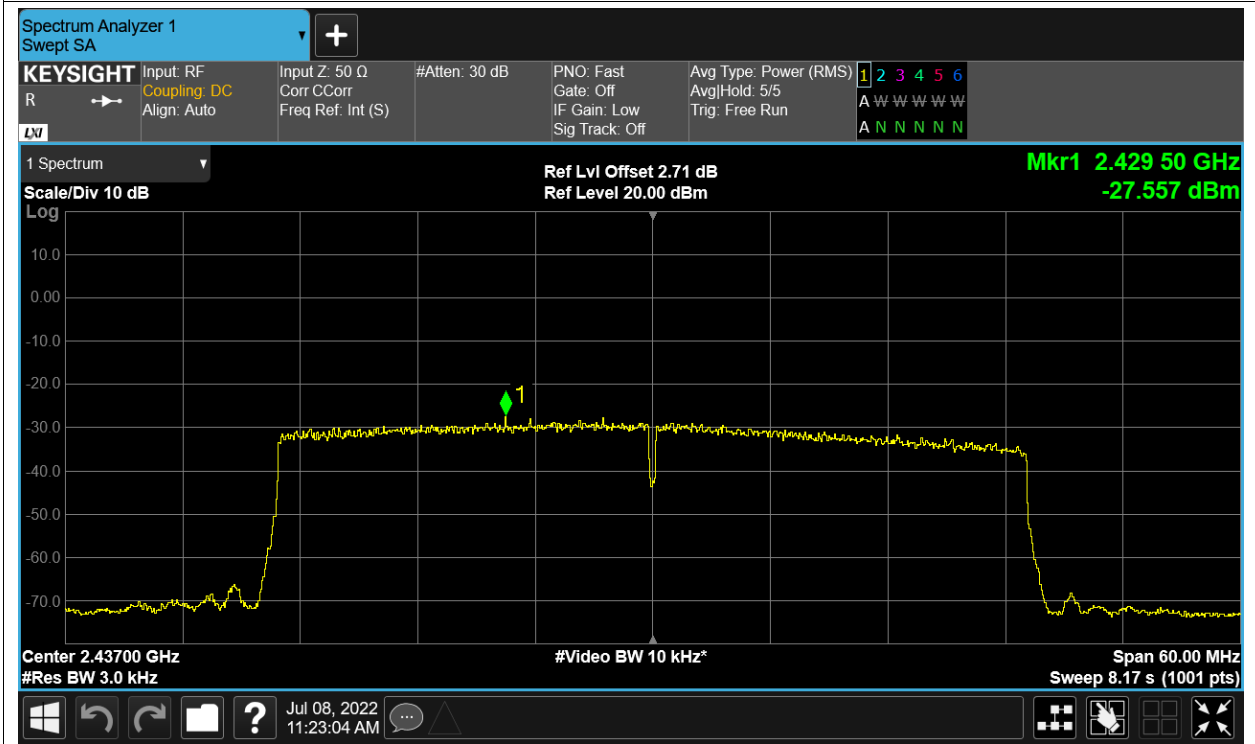 Spectrum Analyzer 1
Swept SA
+
KEYSIGHT
R
LXI
Input: RF
Coupling: DC
Align: Auto
Input Z: 50 Ω
Corr CCorr
Freq Ref: Int (S)
#Atten: 30 dB
PNO: Fast
Gate: Off
IF Gain: Low
Sig Track: Off
Avg Type: Power (RMS)
Avg|Hold: 5/5
Trig: Free Run
1 2 3 4 5 6
A W W W W W
A N N N N N
1 Spectrum
Scale/Div 10 dB
Ref Lvl Offset 2.71 dB
Ref Level 20.00 dBm
Mkr1 2.429 50 GHz
-27.557 dBm
Log
10.0
0.00
-10.0
-20.0
1
-30.0
-40.0
-50.0
-60.0
-70.0
Center 2.43700 GHz
#Res BW 3.0 kHz
#Video BW 10 kHz*
Span 60.00 MHz
Sweep 8.17 s (1001 pts)
?
Jul 08, 2022
11:23:04 AM